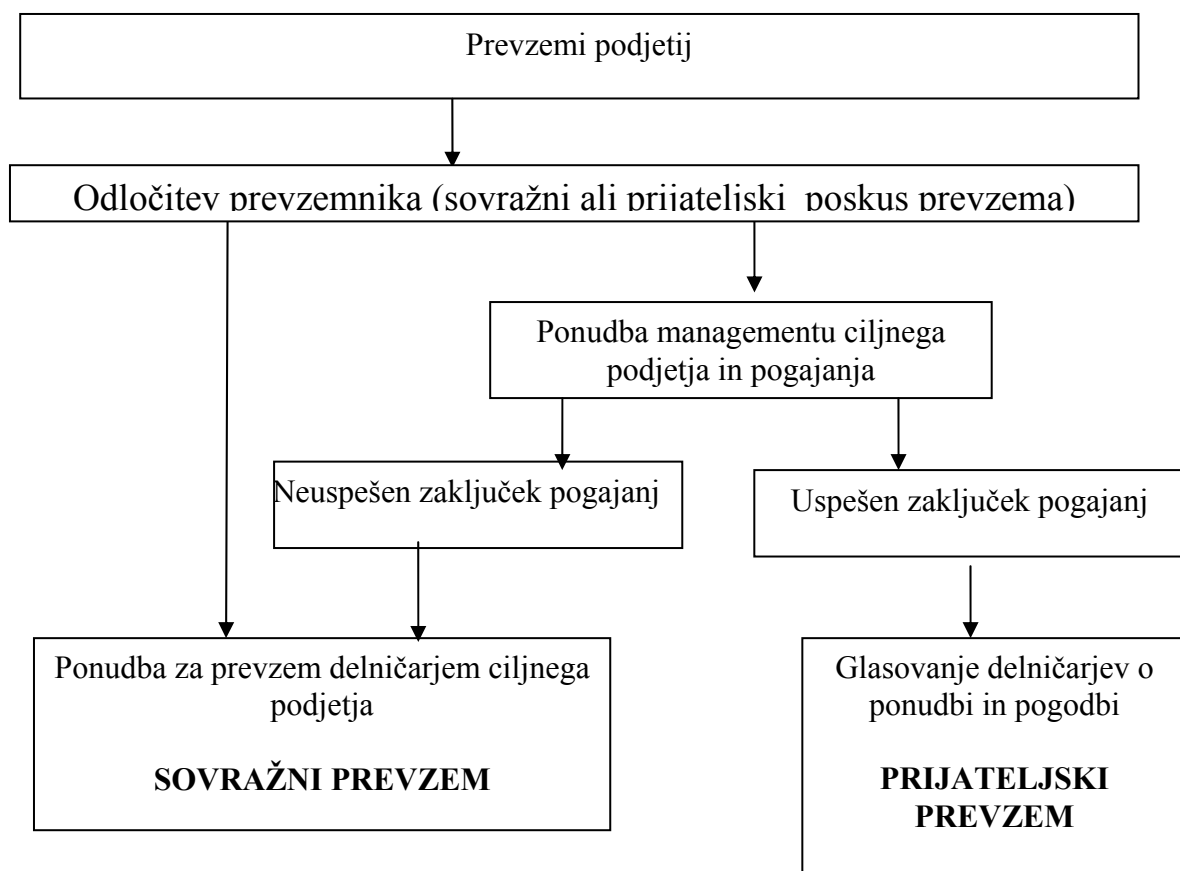 Prevzemi podjetij
Odločitev prevzemnika (sovražni ali prijateljski poskus prevzema)
Ponudba managementu ciljnega
podjetja in pogajanja
Neuspešen zaključek pogajanj
Uspešen zaključek pogajanj
Ponudba za prevzem delničarjem ciljnega
podjetja
SOVRAŽNI PREVZEM
Glasovanje delničarjev o
ponudbi in pogodbi
PRIJATELJSKI
PREVZEM